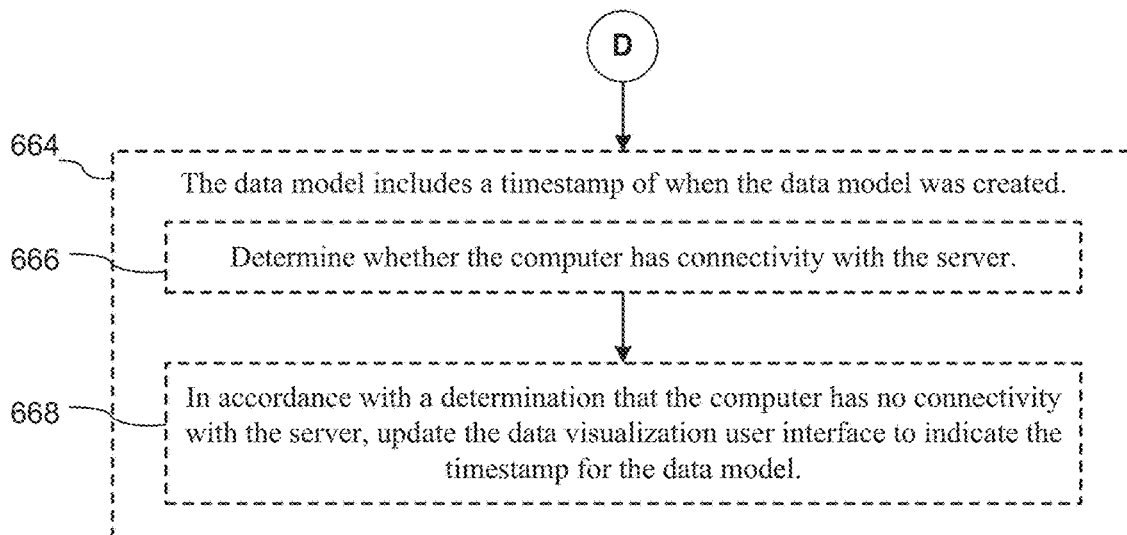 D
664
The data model includes a timestamp of when the data model was created.
666
Determine whether the computer has connectivity with the server.
668
In accordance with a determination that the computer has no connectivity
with the server, update the data visualization user interface to indicate the
timestamp for the data model.